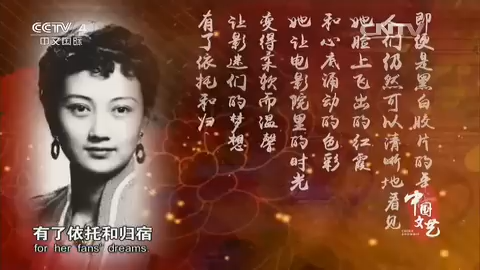 CCTV 4
中文国际
CNTV
即使是黑白胶片的
人们仍然可以清晰地看见
她脸上飞出的红霞
和心底涌动的色彩
她让电影院里的时光
变得柔软而温馨
让影迷们的梦想
有了依托和归
中国文艺
有了依托和归宿
for her fans' dreams.